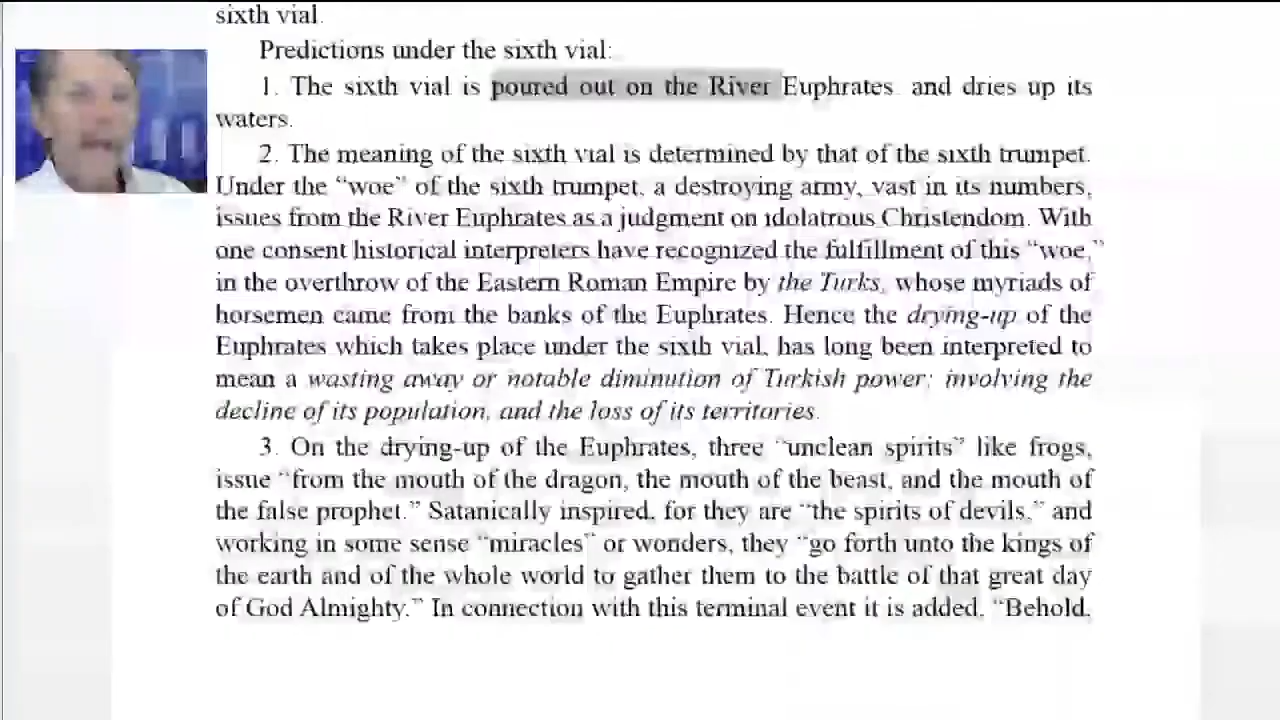 sixth vial.
Predictions under the sixth vial:
1. The sixth vial is poured out on the River Euphrates and dries up its
waters.
2. The meaning of the sixth vial is determined by that of the sixth trumpet.
Under the “woe” of the sixth trumpet, a destroying army, vast in its numbers,
issues from the River Euphrates as a judgment on idolatrous Christendom. With
one consent historical interpreters have recognized the fulfillment of this “woe,”
in the overthrow of the Eastern Roman Empire by the Turks, whose myriads of
horsemen came from the banks of the Euphrates. Hence the drying-up of the
Euphrates which takes place under the sixth vial, has long been interpreted to
mean a wasting away or notable diminution of Turkish power; involving the
decline of its population, and the loss of its territories.
3. On the drying-up of the Euphrates, three “unclean spirits” like frogs,
issue “from the mouth of the dragon, the mouth of the beast, and the mouth of
the false prophet.” Satanically inspired, for they are “the spirits of devils,” and
working in some sense “miracles” or wonders, they “go forth unto the kings of
the earth and of the whole world to gather them to the battle of that great day
of God Almighty.” In connection with this terminal event it is added, “Behold,